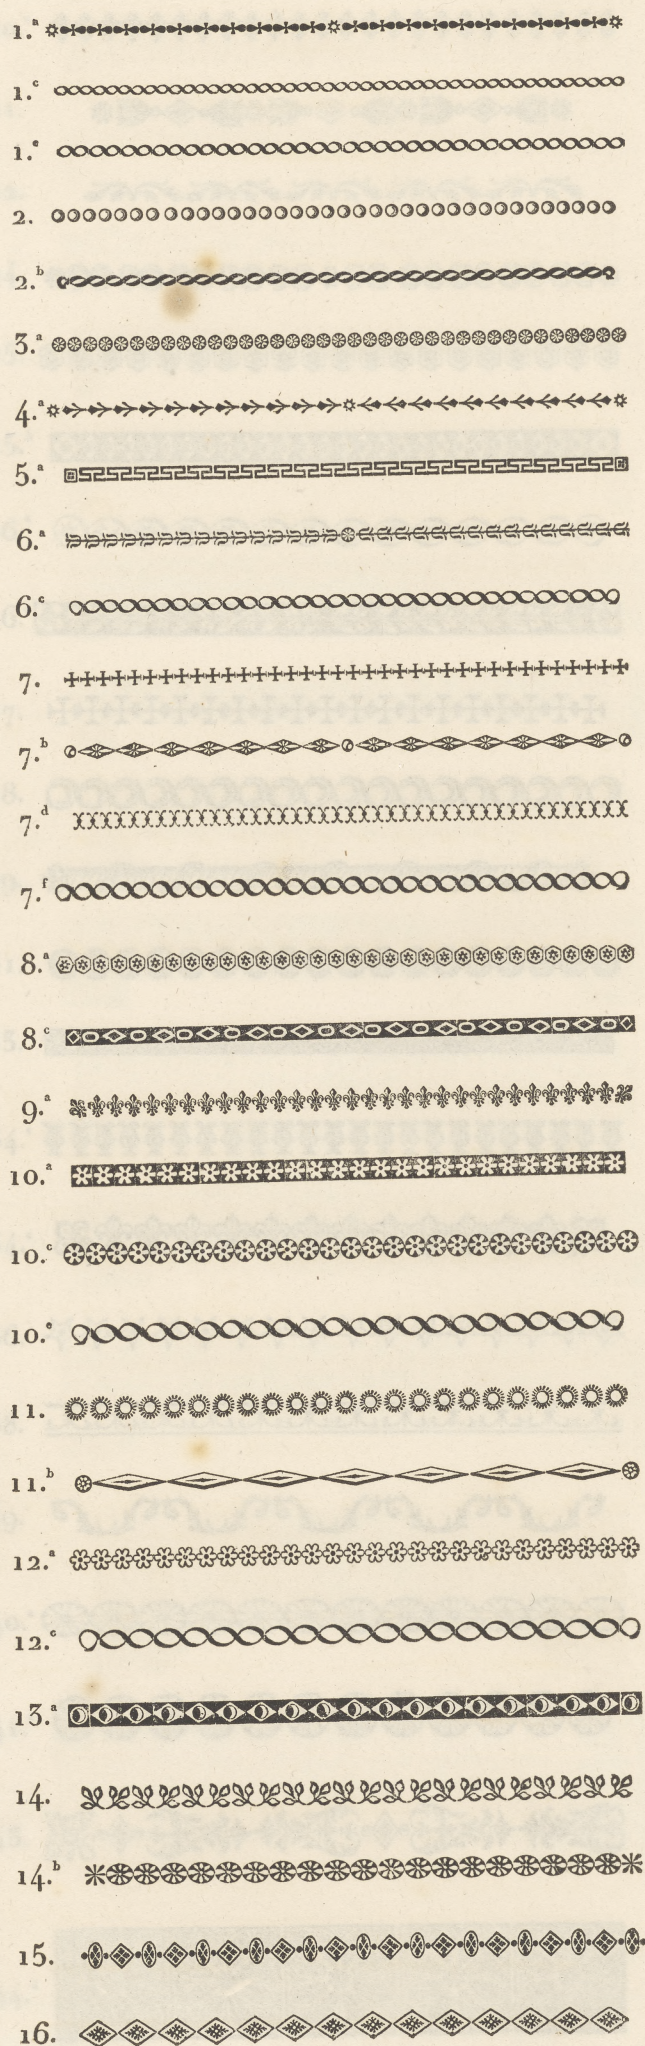 1.ª
1.ᶜ
1.ᵉ
2.
2.ᵇ
3.ª
4.ª
5.ª
6.ª
6.ᶜ
7.
7.ᵇ
7.ᵈ
7.ᶠ
8.ª
8.ᶜ
9.ª
10.ª
10.ᶜ
10.ᵉ
11.
11.ᵇ
12.ª
12.ᶜ
13.ª
14.
14.ᵇ
15.
16.